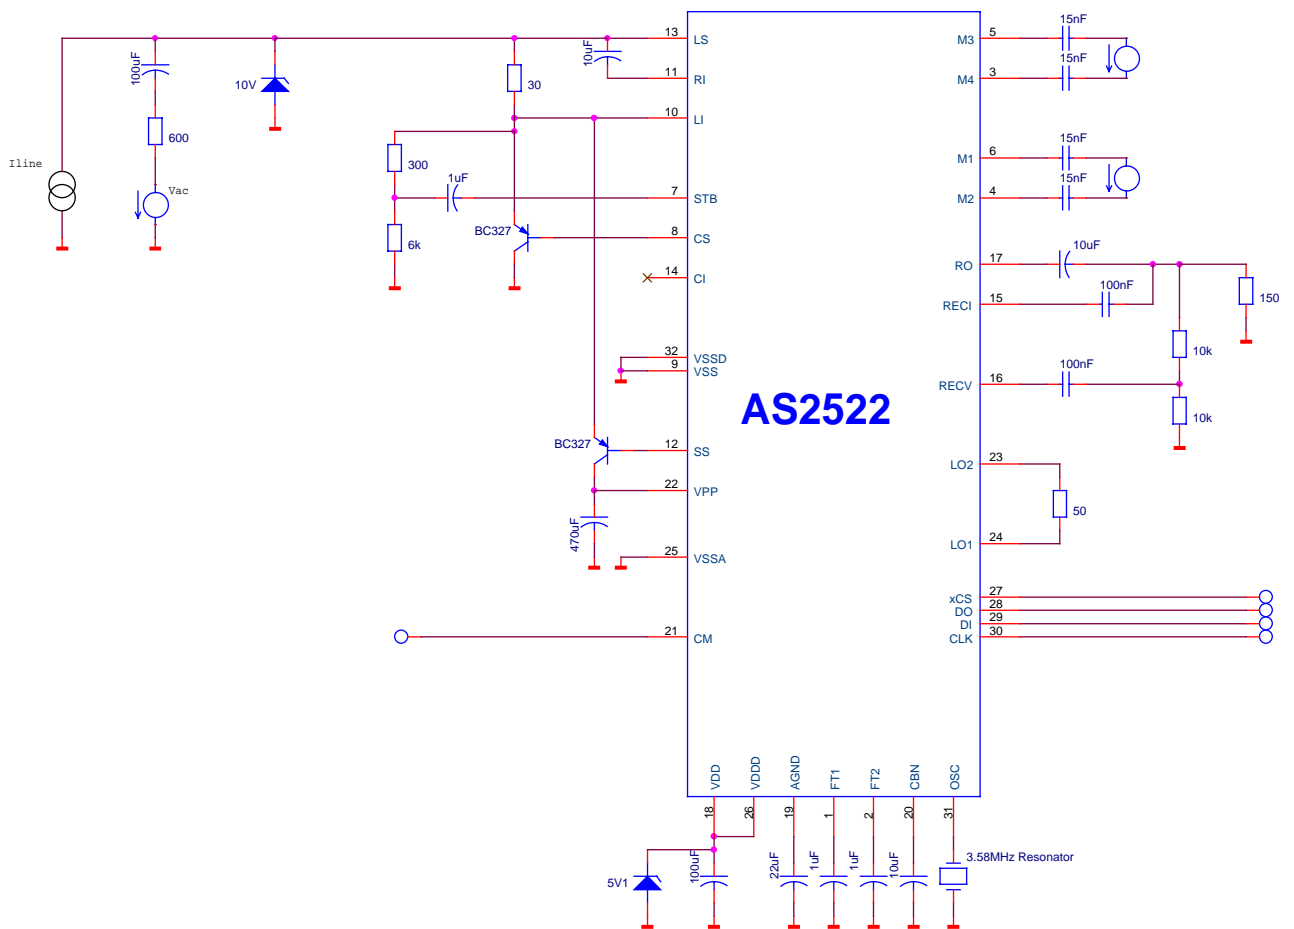 15nF
5
M3
13
LS
10uF
100uF
15nF
3
M4
11
RI
10V
30
10
LI
600
15nF
6
M1
300
Iline
1uF
Vac
15nF
4
M2
7
STB
BC327
8
CS
6k
10uF
17
RO
14
CI
100nF
15
RECI
150
10k
32
VSSD
9
VSS
100nF
16
RECV
AS2522
10k
BC327
12
SS
23
LO2
22
VPP
50
470uF
24
LO1
25
VSSA
27
xCS
28
DO
29
DI
30
CLK
21
CM
VDD
VDDD
AGND
FT1
FT2
CBN
OSC
18
26
19
1
2
20
31
3.58MHz Resonator
5V1
100uF
22uF
1uF
1uF
10uF